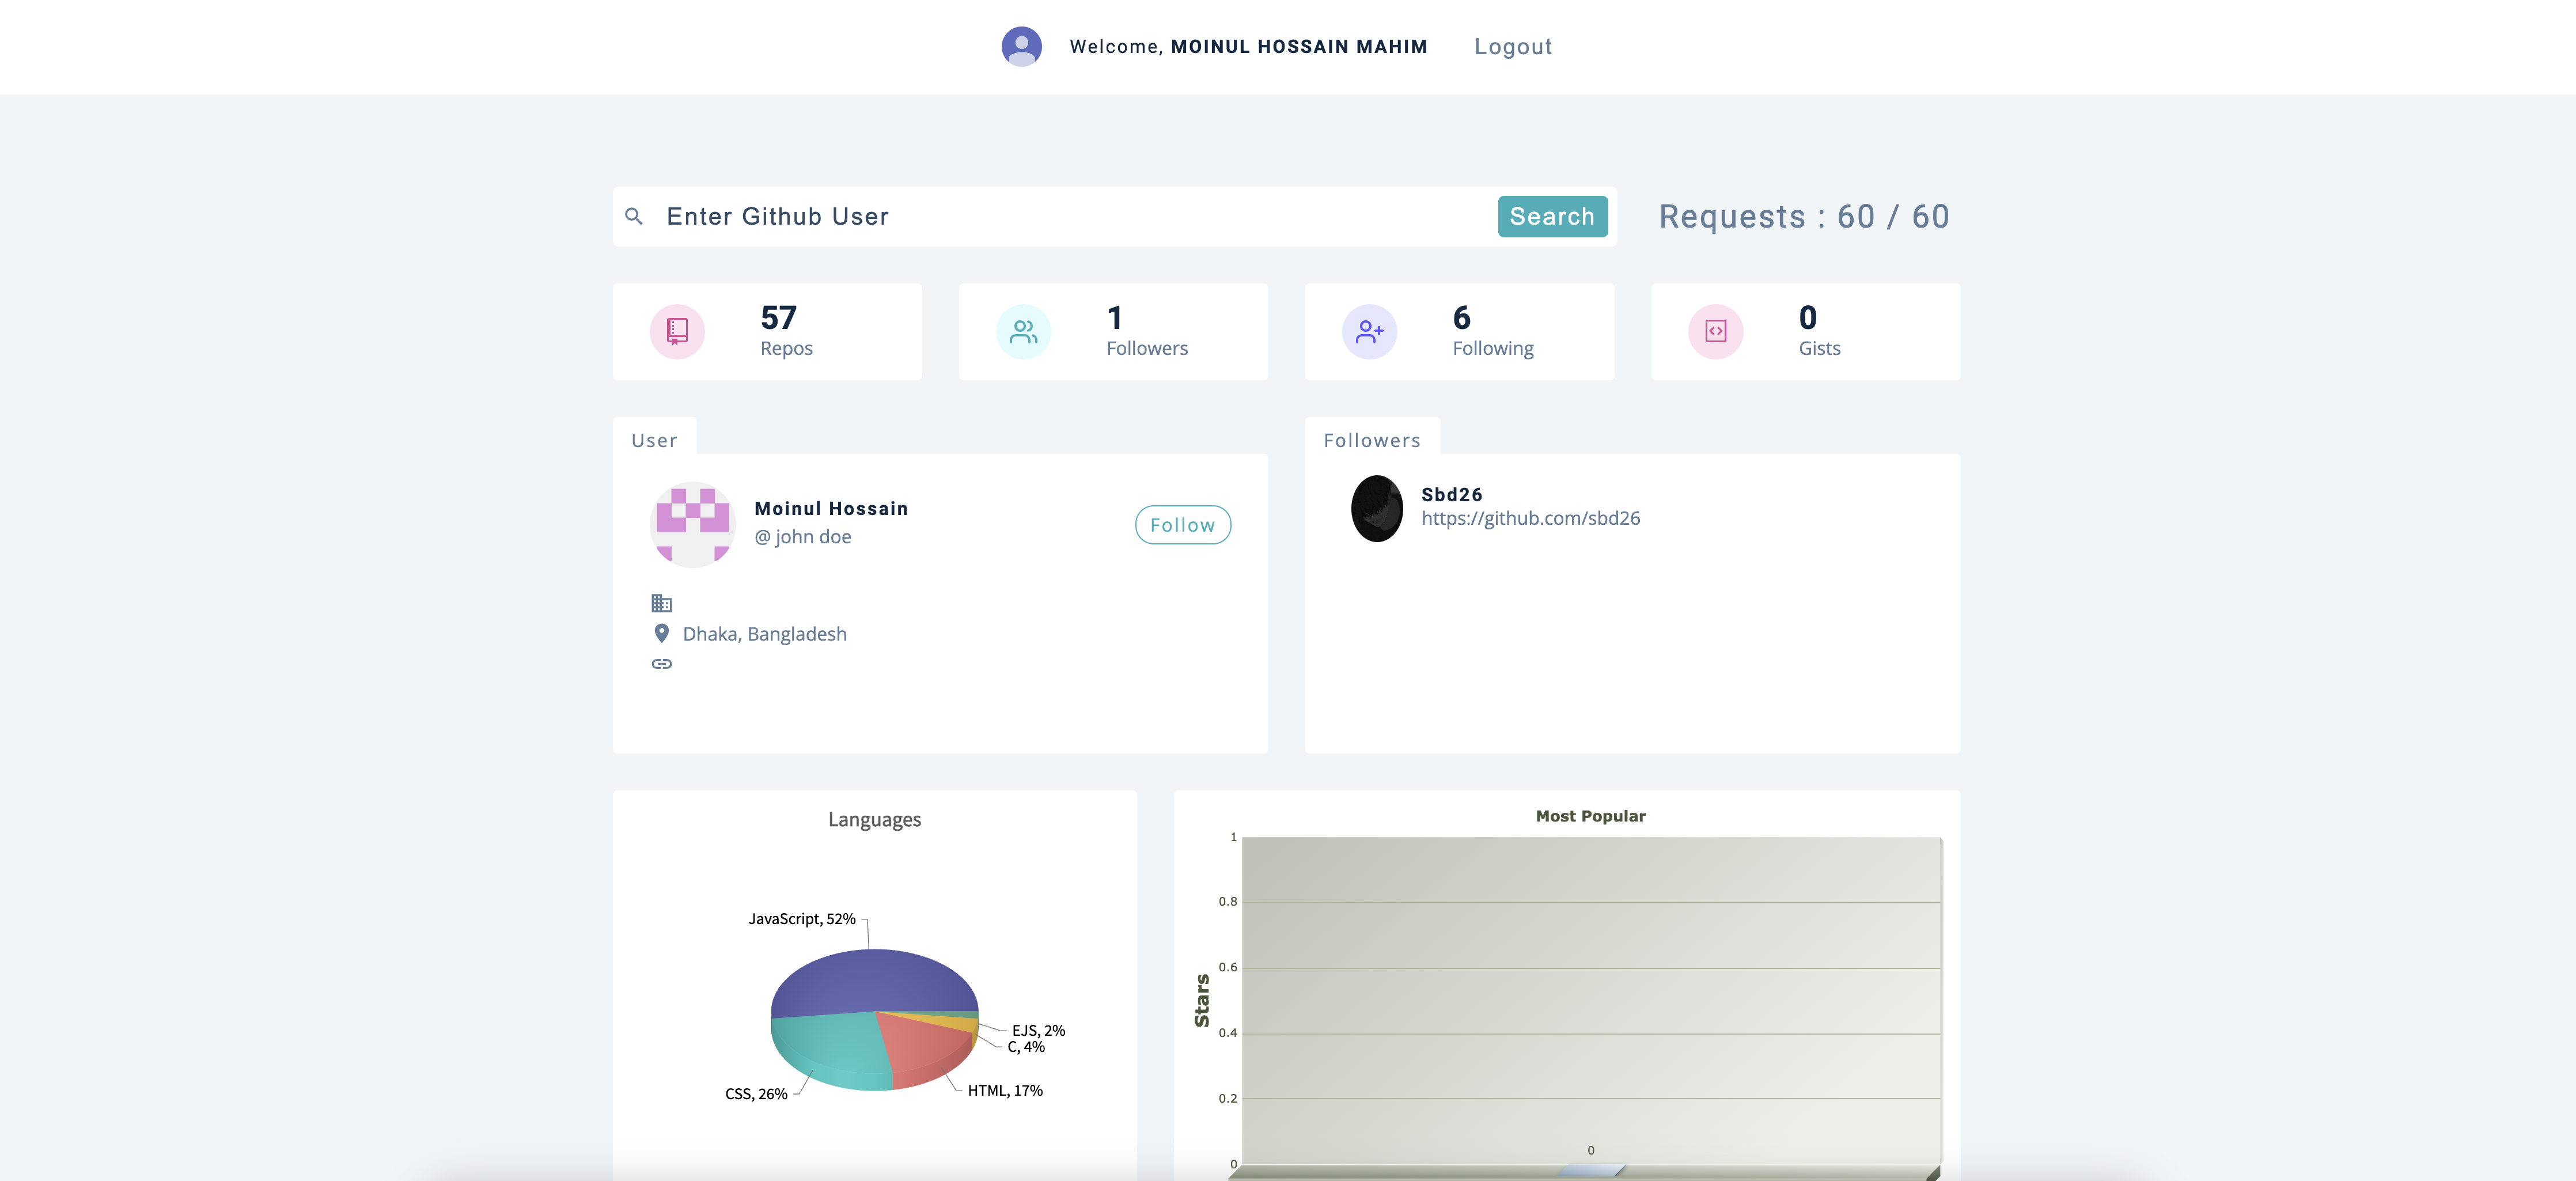 Welcome, MOINUL HOSSAIN MAHIM
Logout
Enter Github User
Search
Requests : 60 / 60
57
Repos
1
Followers
6
Following
0
Gists
User
Moinul Hossain
@ john doe
Follow
Dhaka, Bangladesh
Followers
Sbd26
https://github.com/sbd26
Languages
JavaScript, 52%
EJS, 2%
C, 4%
HTML, 17%
CSS, 26%
Most Popular
Stars
1
0.8
0.6
0.4
0.2
0
0